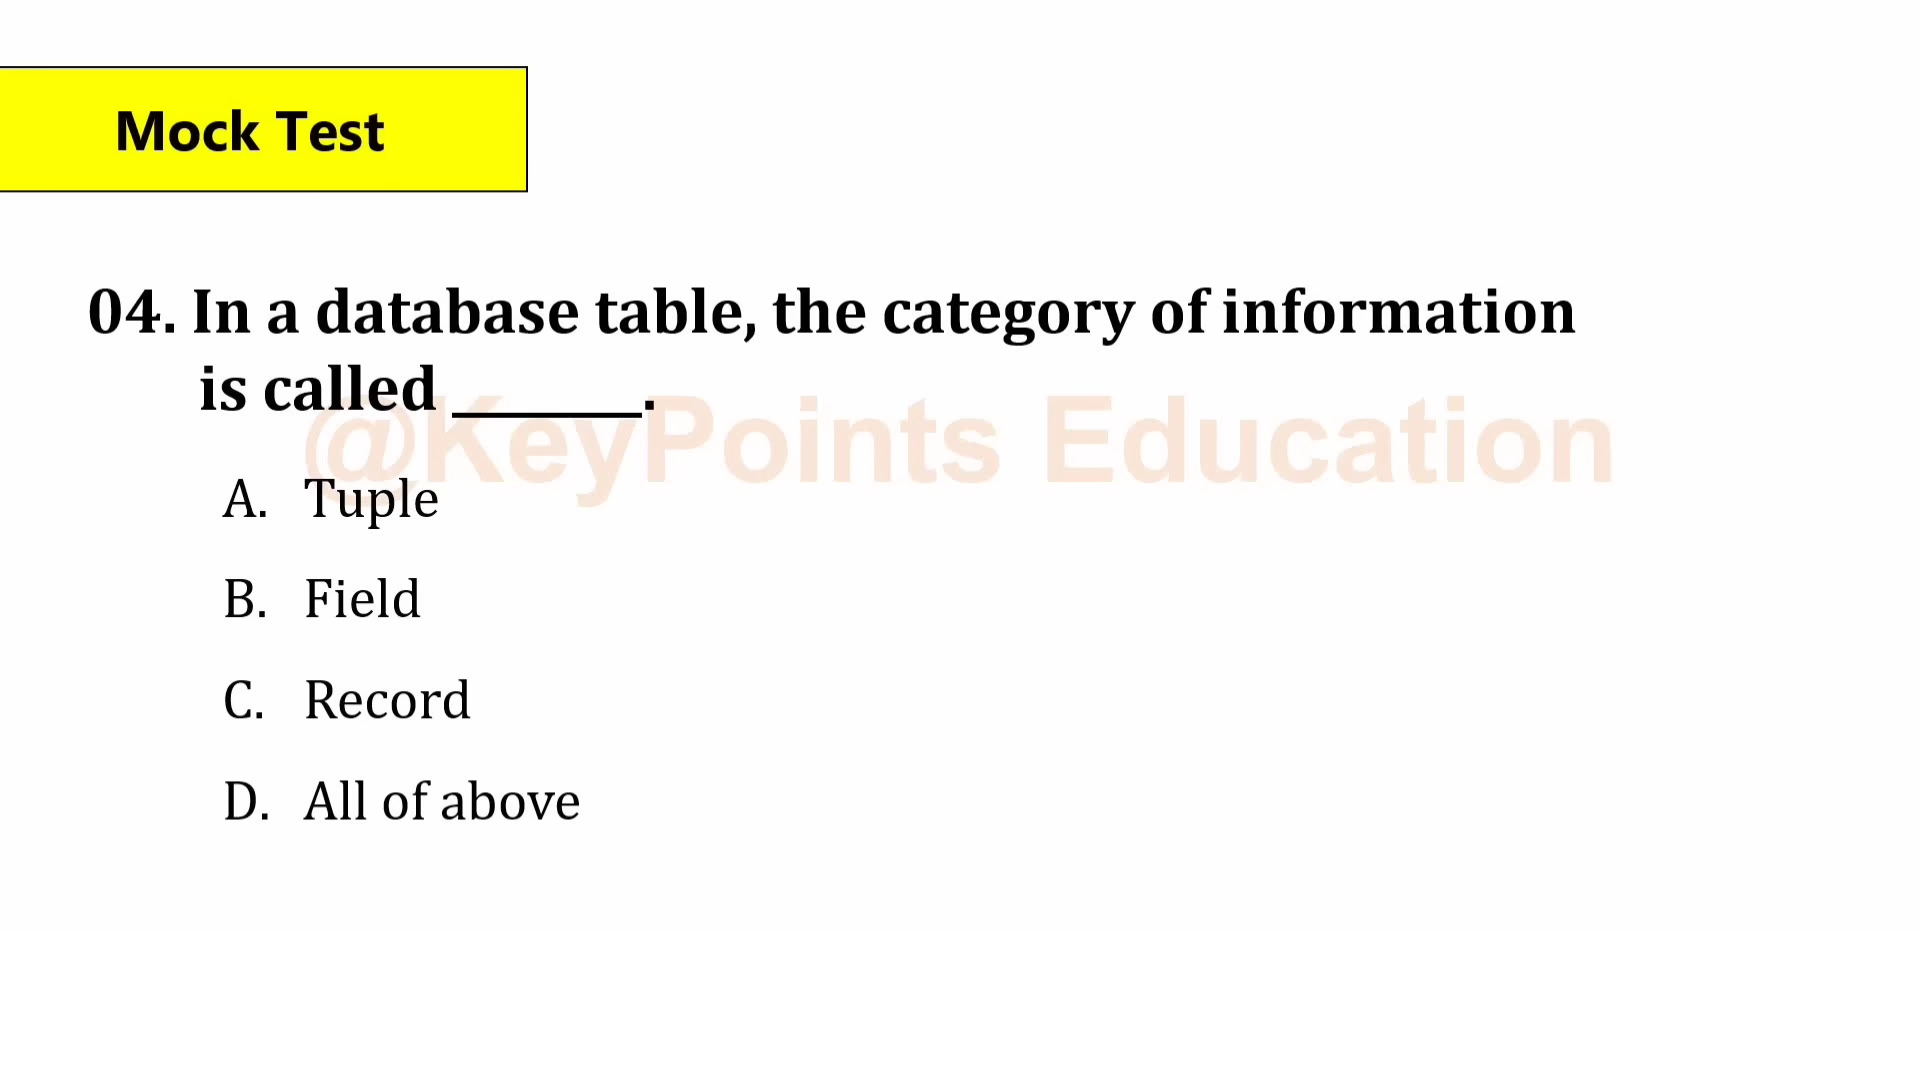 Mock Test
04. In a database table, the category of information
is called _______.
@KeyPoints Education
A. Tuple
B. Field
C. Record
D. All of above